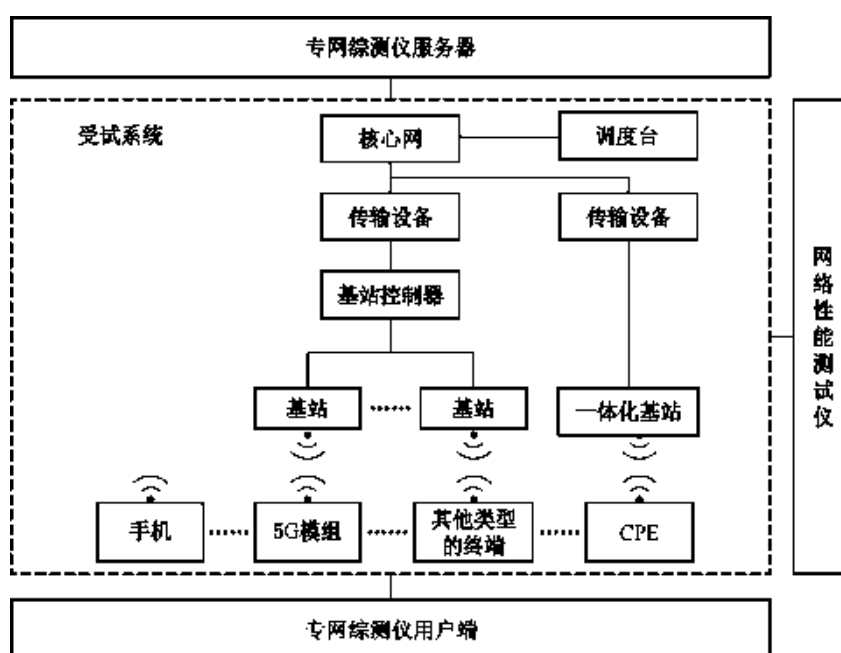 专网综测仪服务器
受试系统
核心网
调度台
传输设备
传输设备
基站控制器
基站
······
基站
一体化基站
手机
······
5G模组
······
其他类型
的终端
······
CPE
网络性能测试仪
专网综测仪用户端